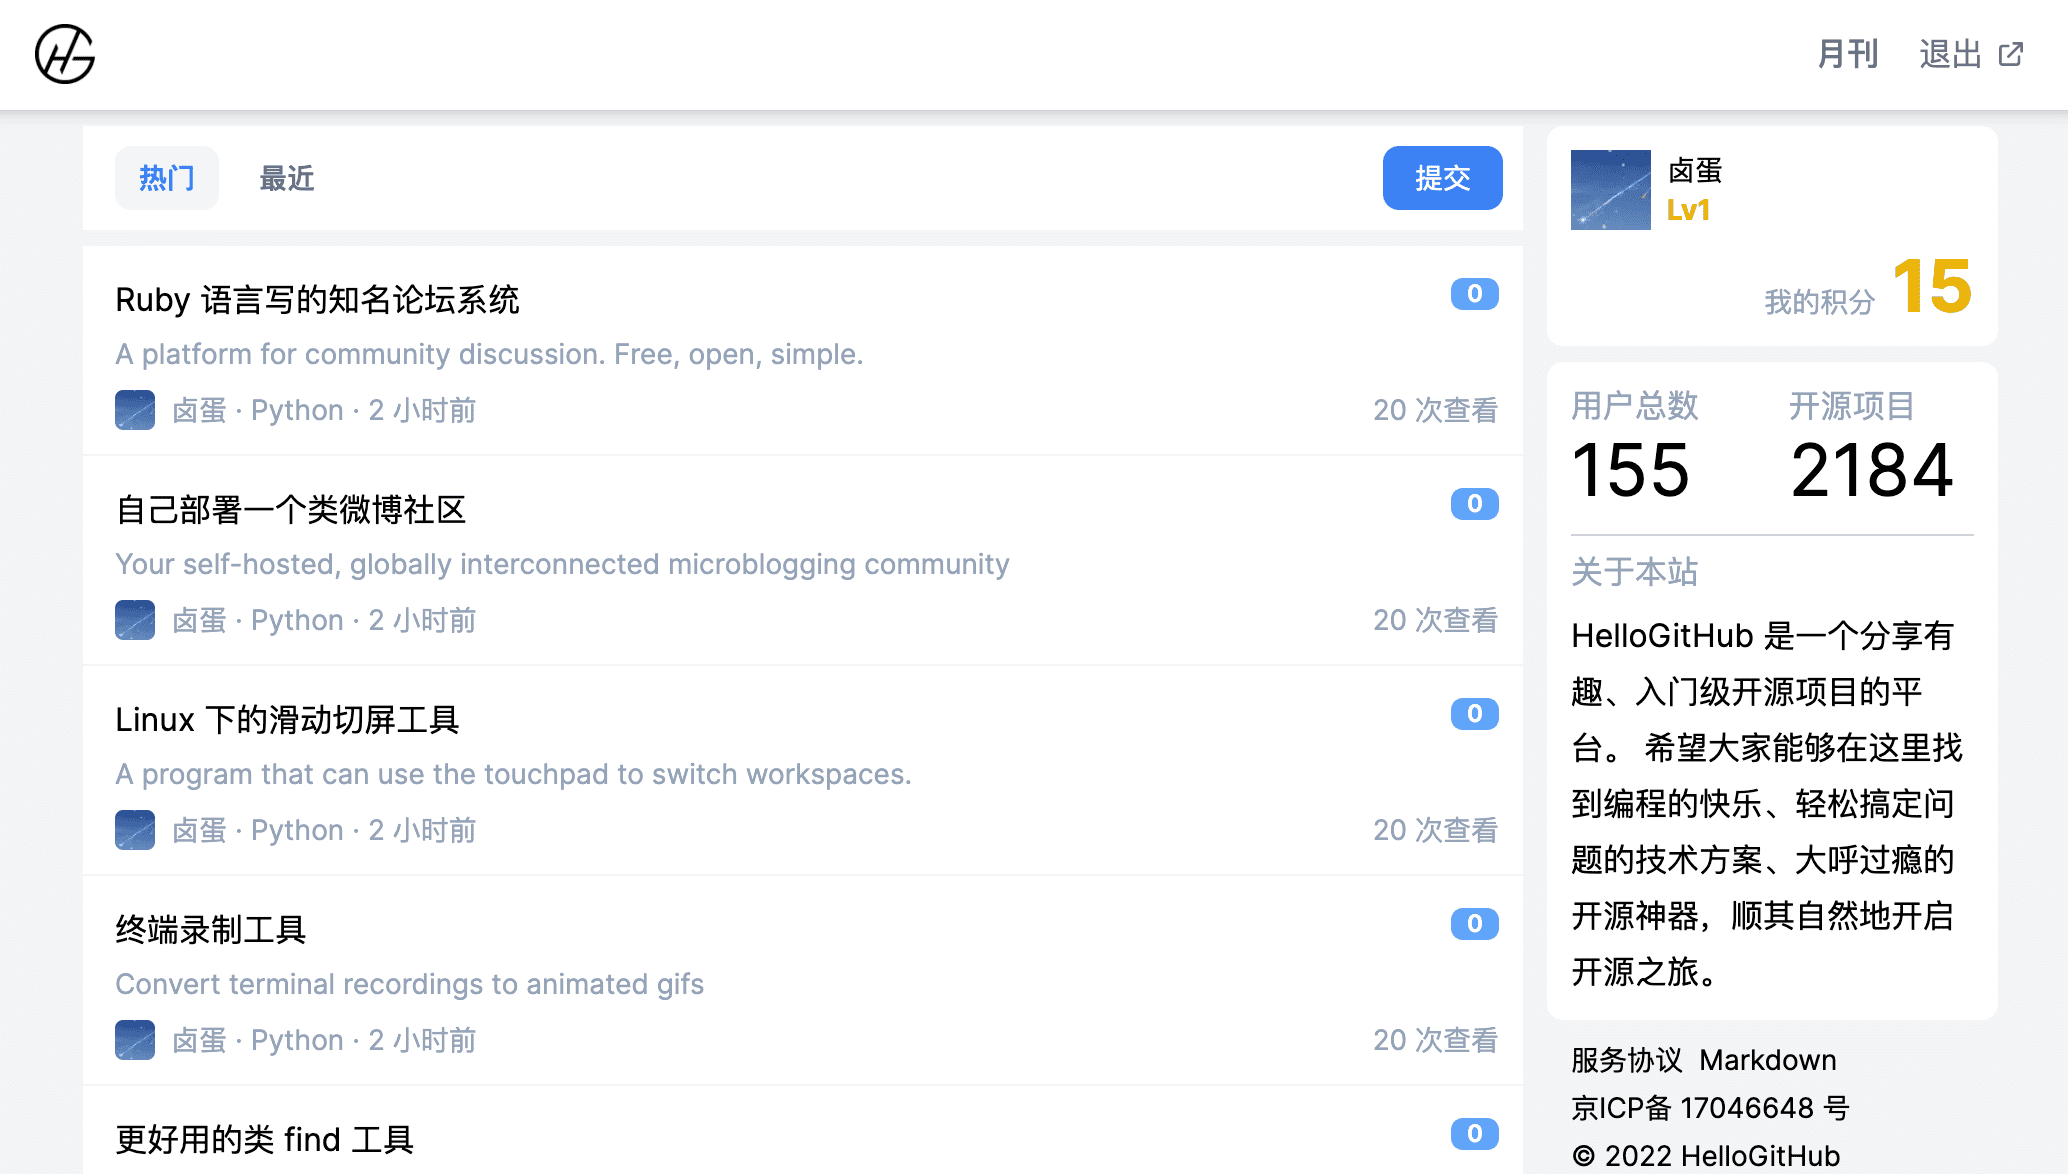 HG
月刊 退出
热门 最近 提交
Ruby 语言写的知名论坛系统 0
A platform for community discussion. Free, open, simple.
卤蛋 · Python · 2 小时前 20 次查看
自己部署一个类微博社区 0
Your self-hosted, globally interconnected microblogging community
卤蛋 · Python · 2 小时前 20 次查看
Linux 下的滑动切屏工具 0
A program that can use the touchpad to switch workspaces.
卤蛋 · Python · 2 小时前 20 次查看
终端录制工具 0
Convert terminal recordings to animated gifs
卤蛋 · Python · 2 小时前 20 次查看
更好用的类 find 工具 0
卤蛋
Lv1
我的积分 15
用户总数 开源项目
155 2184
关于本站
HelloGitHub 是一个分享有
趣、入门级开源项目的平
台。 希望大家能够在这里找
到编程的快乐、轻松搞定问
题的技术方案、大呼过瘾的
开源神器，顺其自然地开启
开源之旅。
服务协议 Markdown
京ICP备 17046648 号
© 2022 HelloGitHub